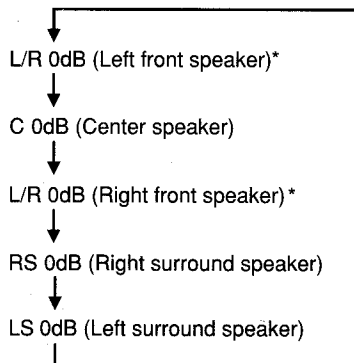 L/R 0dB (Left front speaker)*
C 0dB (Center speaker)
L/R 0dB (Right front speaker)*
RS 0dB (Right surround speaker)
LS 0dB (Left surround speaker)